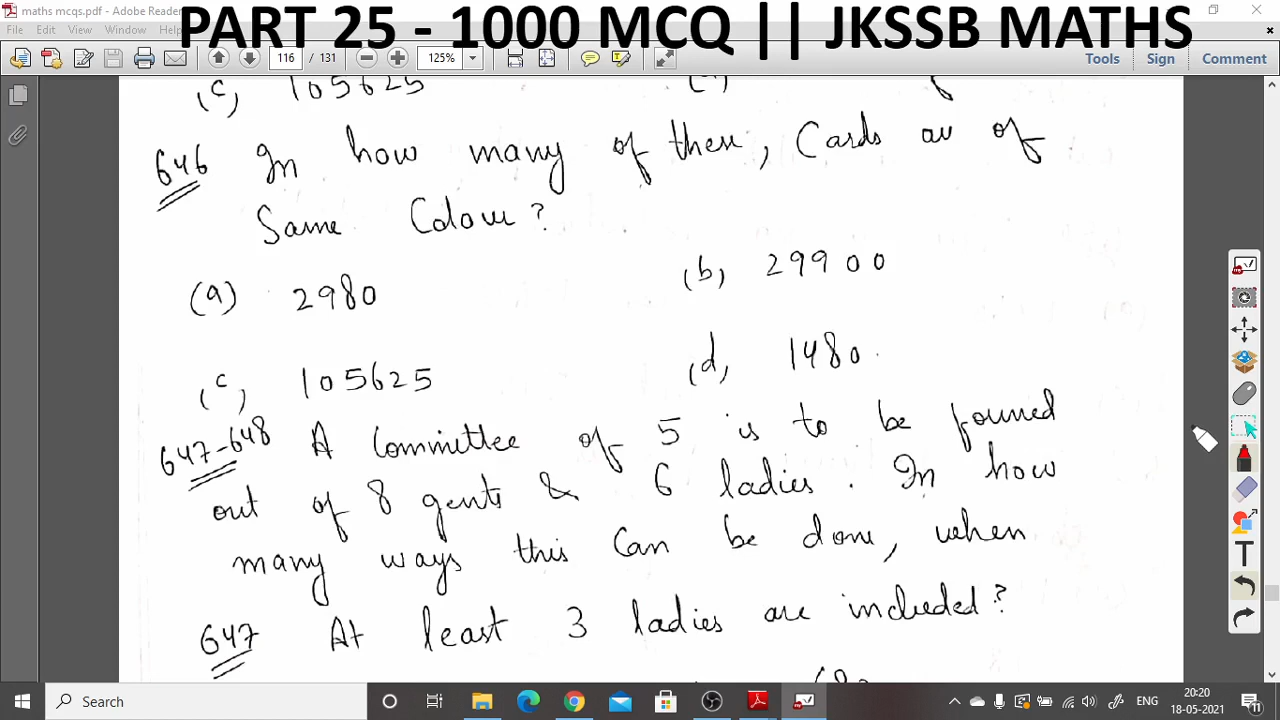 maths mcqs.pdf - Adobe Reader
PART 25 - 1000 MCQ || JKSSB MATHS
File Edit View Window
116 / 131 125% Tools Sign Comment
(c) 105625
646 In how many of these, Cards are of
Same Colour?
(a) 2980 (b) 29900
(c) 105625 (d) 1480
647-648 A Committee of 5 is to be formed
out of 8 gents & 6 ladies. In how
many ways this Can be done, when
647 At least 3 ladies are included?
Search
ENG
20:20
18-05-2021
11